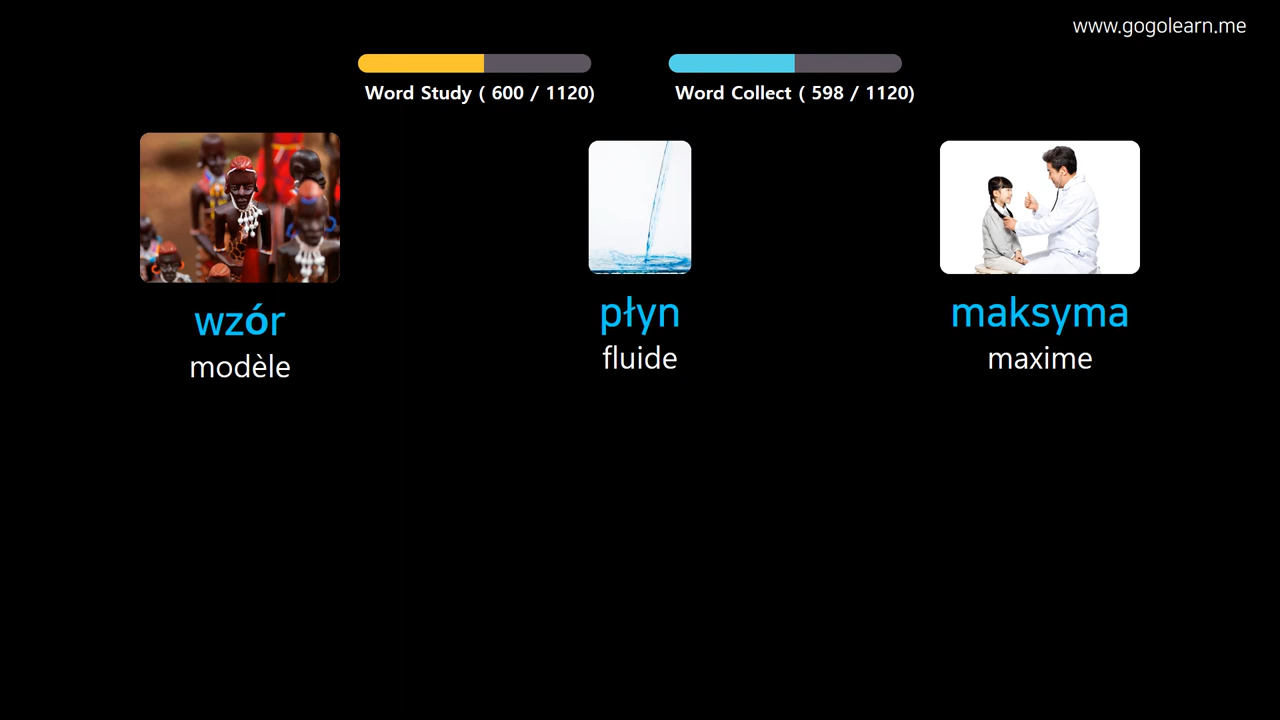 www.gogolearn.me
Word Study ( 600 / 1120)
Word Collect ( 598 / 1120)
wzór
modèle
płyn
fluide
maksyma
maxime